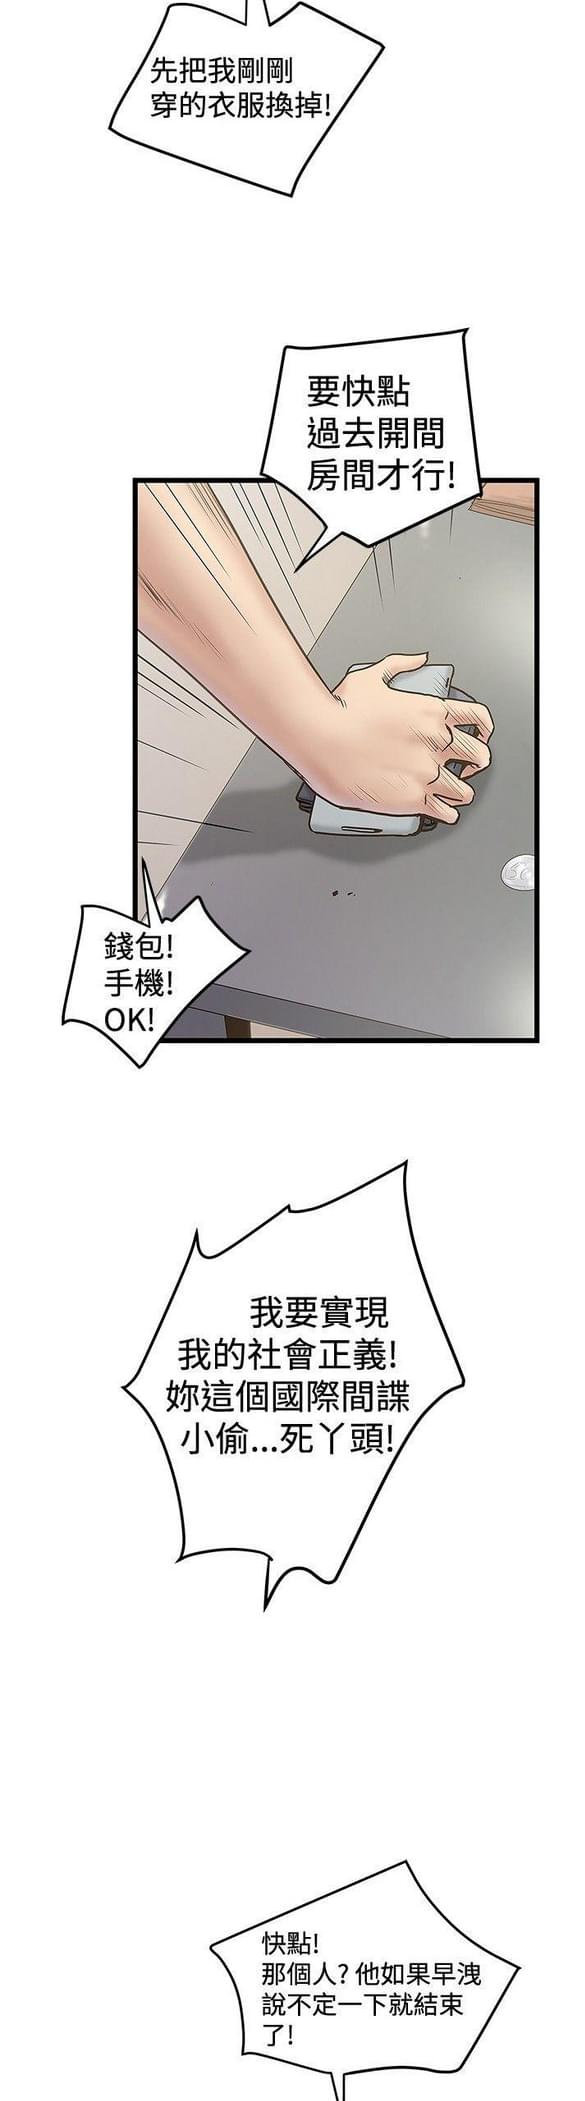 先把我剛剛
穿的衣服換掉!
要快點
過去開間
房間才行!
錢包!
手機!
OK!
我要實現
我的社會正義!
妳這個國際間諜
小偷...死丫頭!
快點!
那個人? 他如果早洩
說不定一下就結束
了!